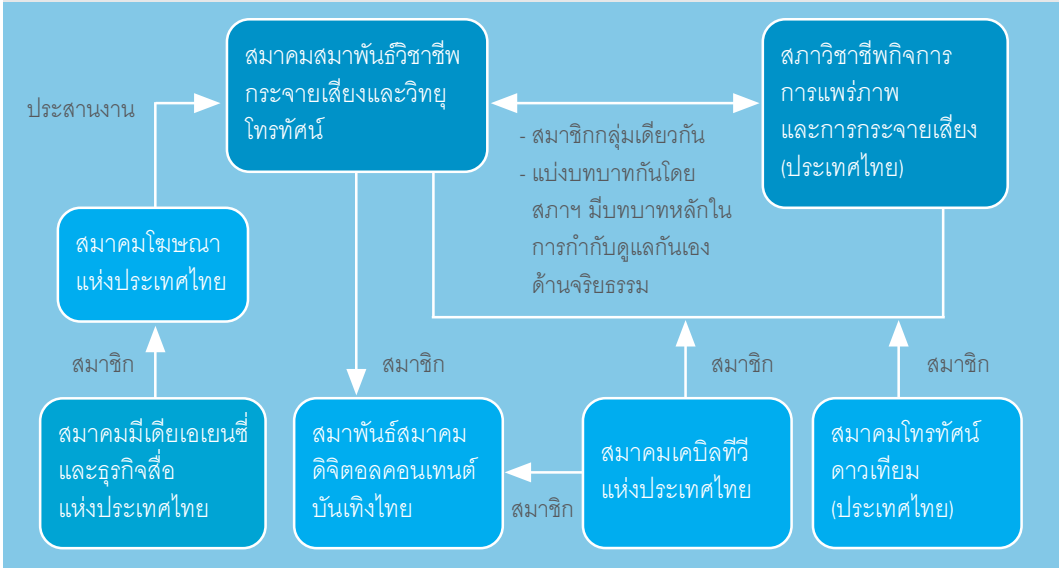 สมาคมสมาพันธ์วิชาชีพ
กระจายเสียงและวิทยุ
โทรทัศน์
สภาวิชาชีพกิจการ
การแพร่ภาพ
และการกระจายเสียง
(ประเทศไทย)
ประสานงาน
- สมาชิกกลุ่มเดียวกัน
- แบ่งบทบาทกันโดย
สภาฯ มีบทบาทหลักใน
การกำกับดูแลกันเอง
ด้านจริยธรรม
สมาคมโฆษณา
แห่งประเทศไทย
สมาชิก
สมาชิก
สมาชิก
สมาชิก
สมาคมมีเดียเอเยนซี่
และธุรกิจสื่อ
แห่งประเทศไทย
สมาพันธ์สมาคม
ดิจิตอลคอนเทนต์
บันเทิงไทย
สมาชิก
สมาคมเคเบิลทีวี
แห่งประเทศไทย
สมาคมโทรทัศน์
ดาวเทียม
(ประเทศไทย)